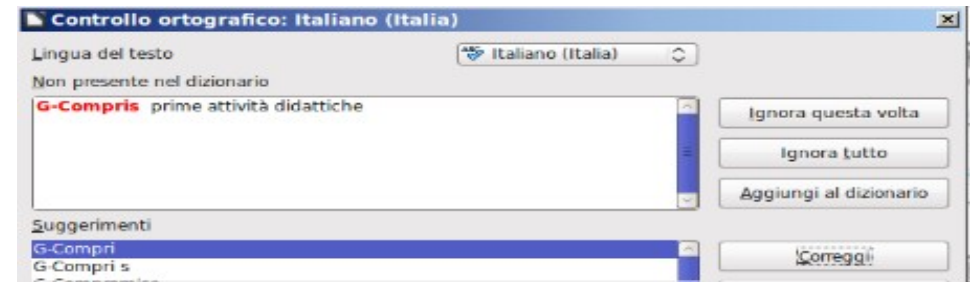 Controllo ortografico: Italiano (Italia)
Lingua del testo
Italiano (Italia)
Non presente nel dizionario
G-Compris prime attività didattiche
Ignora questa volta
Ignora tutto
Aggiungi al dizionario
Suggerimenti
G-Compri
G-Compri s
Correggi